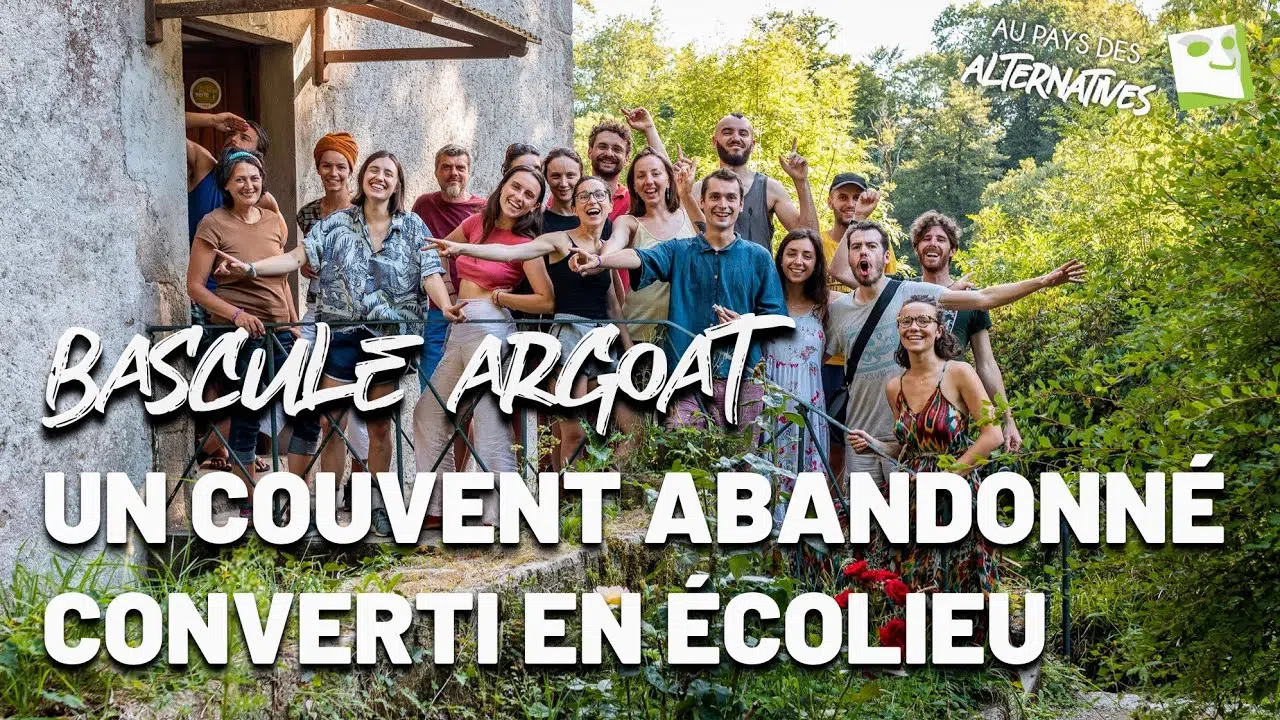 AU PAYS DES
ALTERNATIVES
BASCULE ARGOAT
UN COUVENT ABANDONNÉ
CONVERTI EN ÉCOLIEU